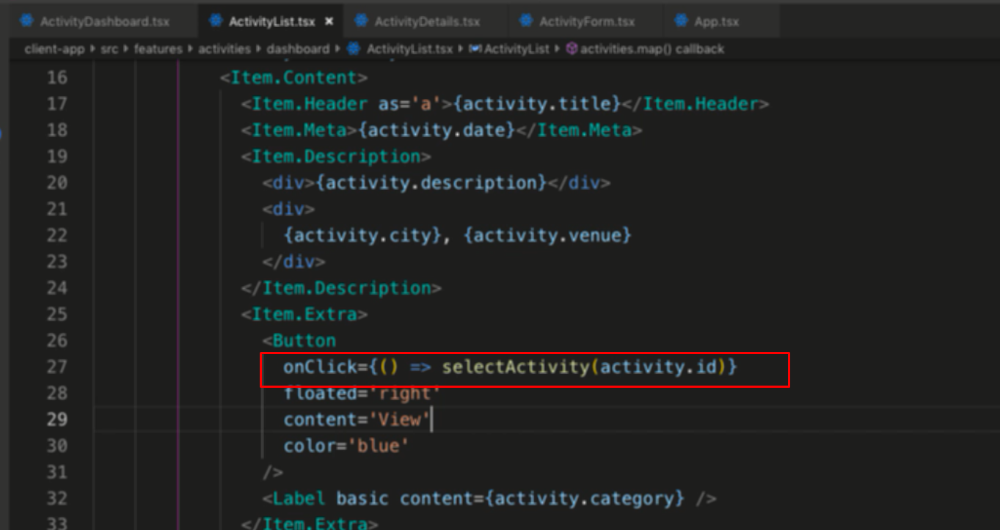 ActivityDashboard.tsx ActivityList.tsx × ActivityDetails.tsx ActivityForm.tsx App.tsx
client-app src features activities dashboard ActivityList.tsx ActivityList activities.map() callback
16 <Item.Content>
17 <Item.Header as='a'>{activity.title}</Item.Header>
18 <Item.Meta>{activity.date}</Item.Meta>
19 <Item.Description>
20 <div>{activity.description}</div>
21 <div>
22 {activity.city}, {activity.venue}
23 </div>
24 </Item.Description>
25 <Item.Extra>
26 <Button
27 onClick={() => selectActivity(activity.id)}
28 floated='right'
29 content='View'
30 color='blue'
31 />
32 <Label basic content={activity.category} />
33 </Item.Extra>